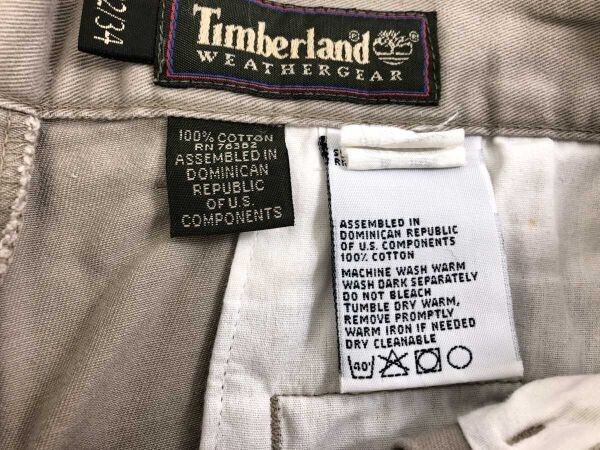 2/34
Timberland ®
WEATHERGEAR
100% COTTON
RN 76382
ASSEMBLED IN
DOMINICAN
REPUBLIC
OF U.S.
COMPONENTS
ASSEMBLED IN
DOMINICAN REPUBLIC
OF U.S. COMPONENTS
100% COTTON
MACHINE WASH WARM
WASH DARK SEPARATELY
DO NOT BLEACH
TUMBLE DRY WARM,
REMOVE PROMPTLY
WARM IRON IF NEEDED
DRY CLEANABLE
40°